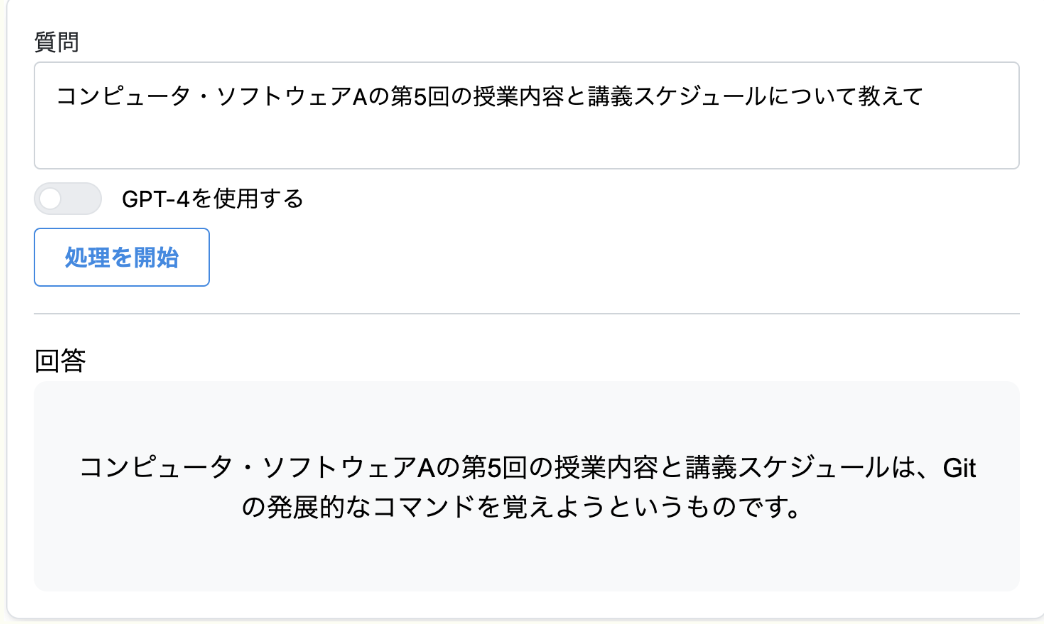 質問
コンピュータ・ソフトウェアAの第5回の授業内容と講義スケジュールについて教えて
GPT-4を使用する
処理を開始
回答
コンピュータ・ソフトウェアAの第5回の授業内容と講義スケジュールは、Git
の発展的なコマンドを覚えようというものです。